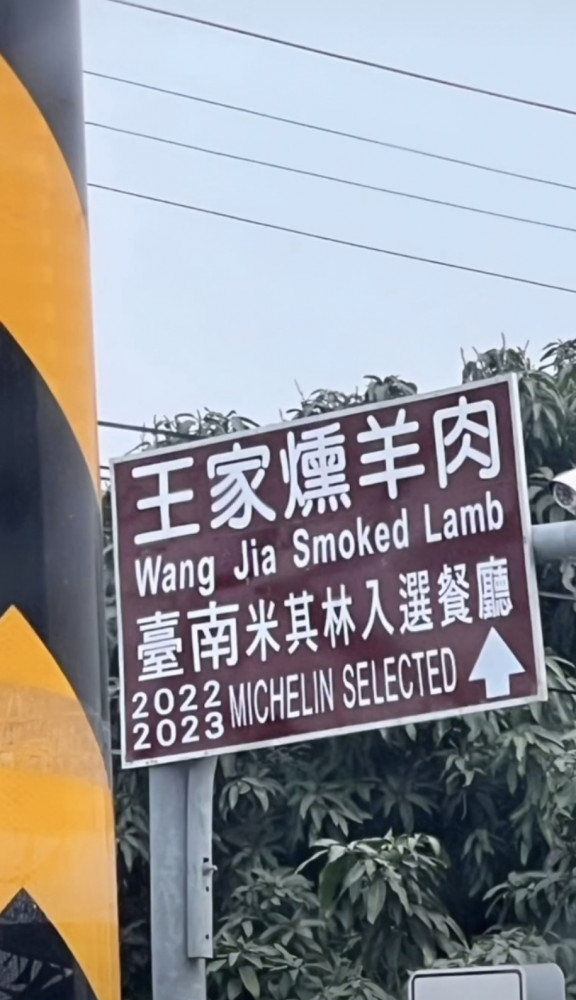 王家燻羊肉
Wang Jia Smoked Lamb
臺南米其林入選餐廳
2022
2023 MICHELIN SELECTED